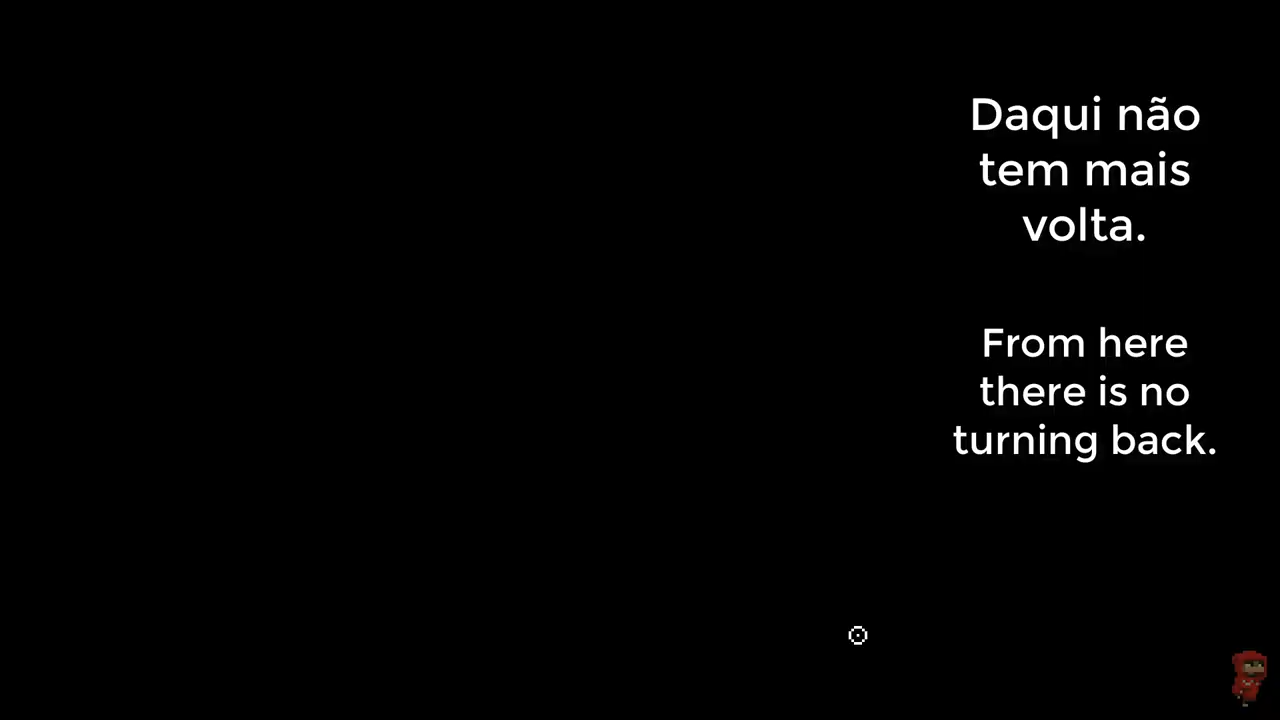 Daqui não
tem mais
volta.
From here
there is no
turning back.